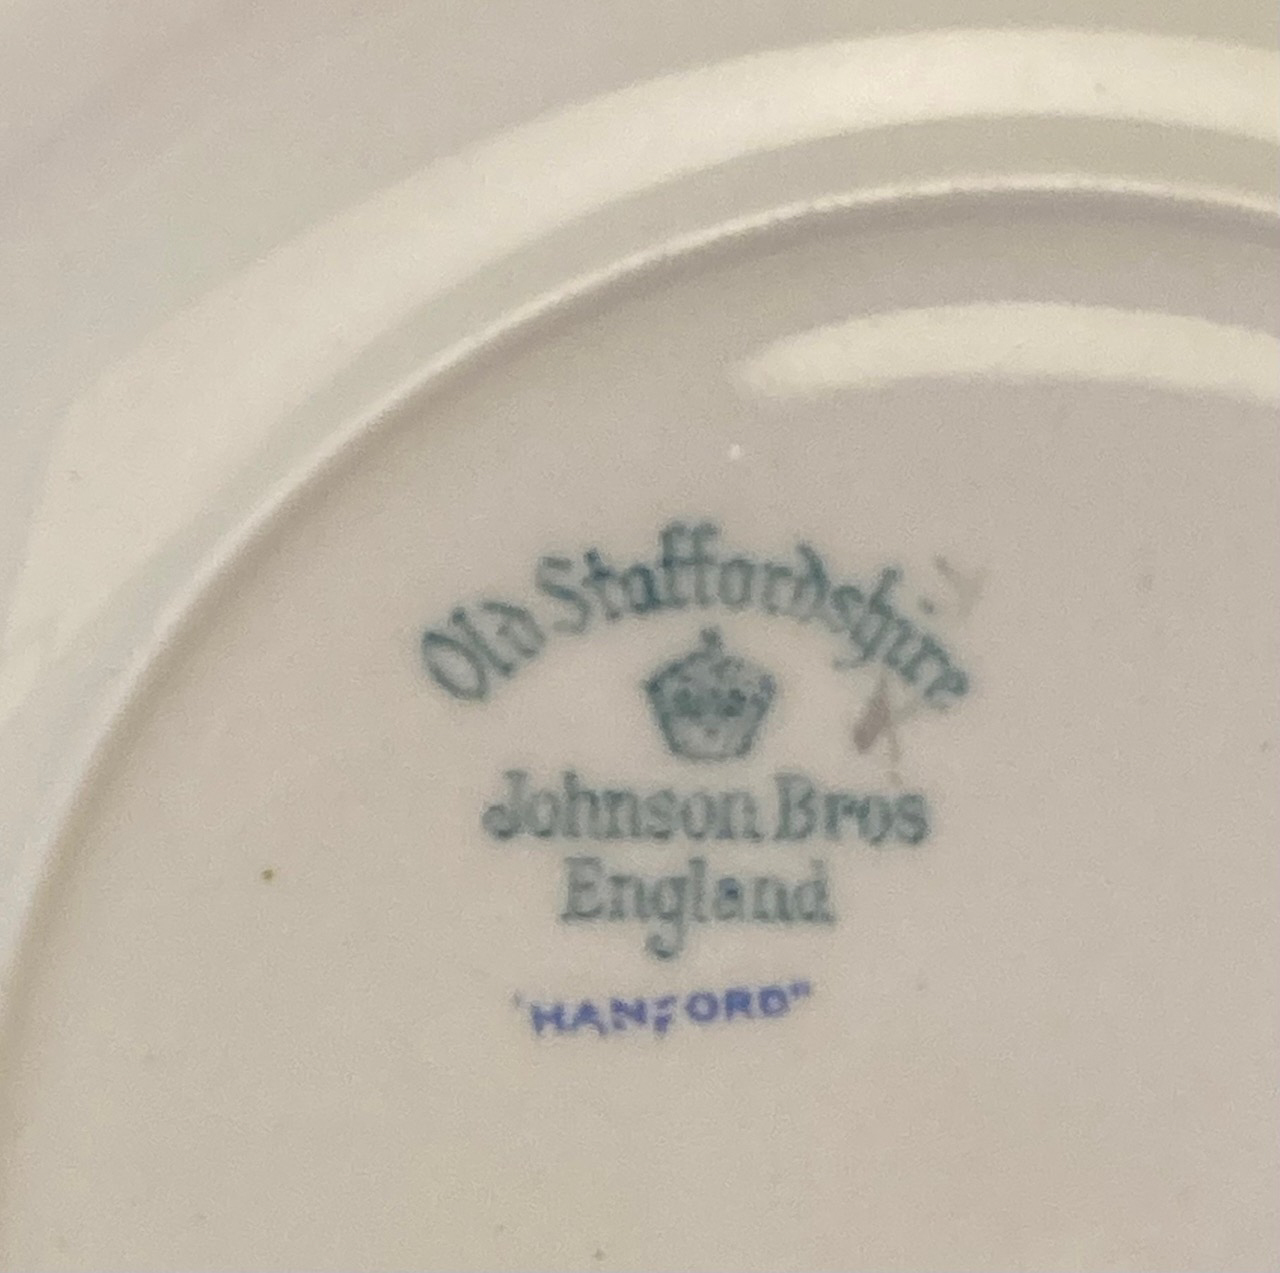 Old Staffordshire
Johnson Bros
England
"HANFORD"